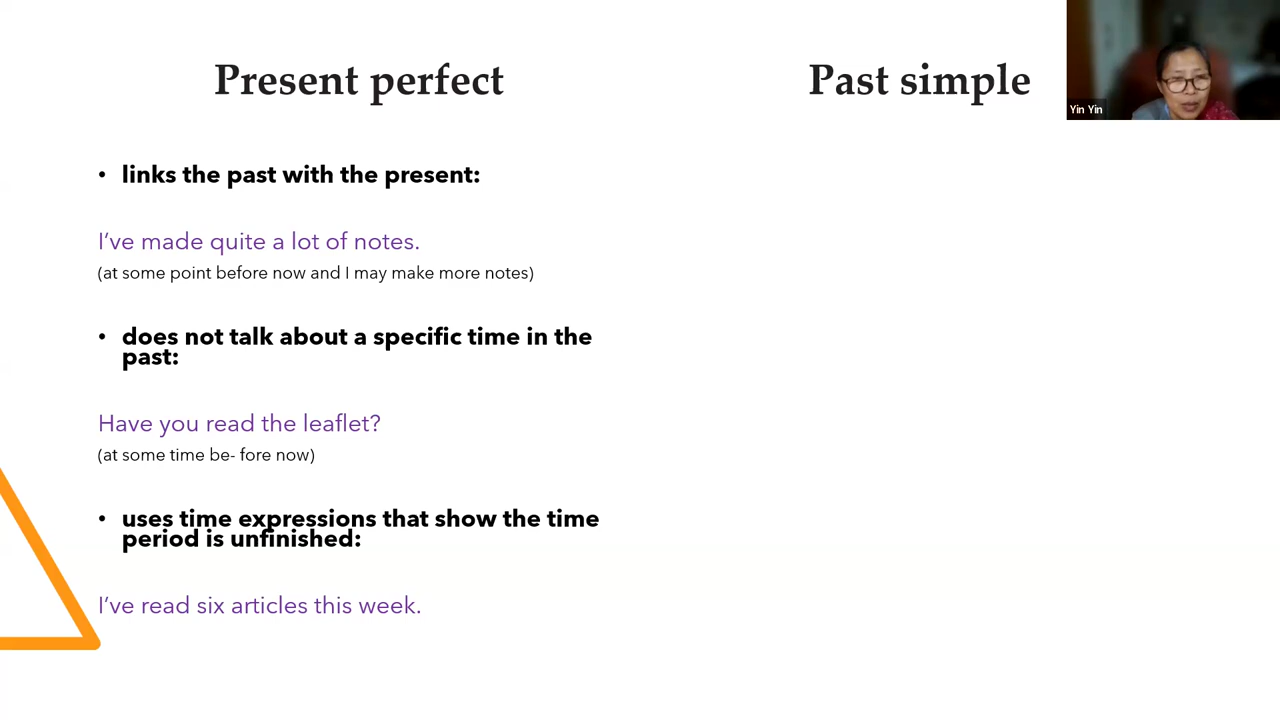 Present perfect
Past simple
Yin Yin
• links the past with the present:
I’ve made quite a lot of notes.
(at some point before now and I may make more notes)
• does not talk about a specific time in the
past:
Have you read the leaflet?
(at some time be- fore now)
• uses time expressions that show the time
period is unfinished:
I’ve read six articles this week.